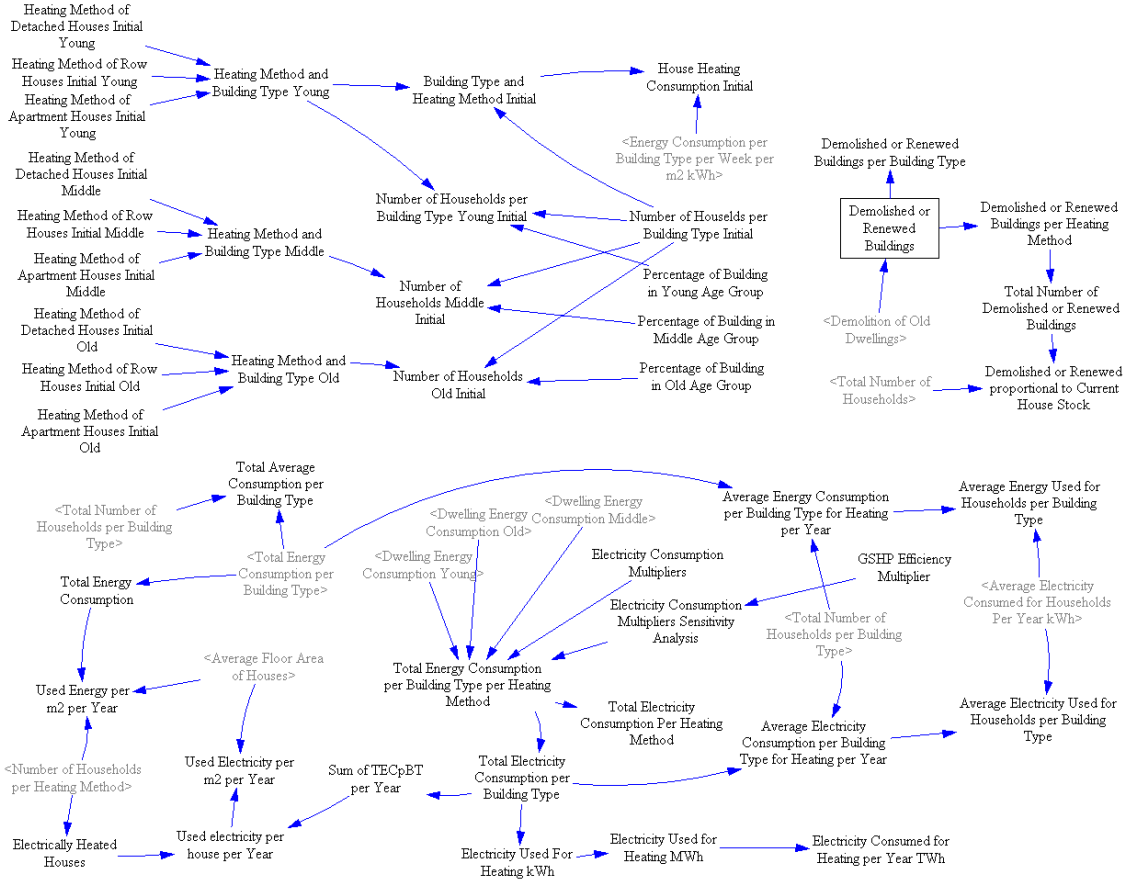 Heating Method of
Detached Houses Initial
Young
Heating Method of Row
Houses Initial Young
Heating Method of
Apartment Houses Initial
Young
Heating Method and
Building Type Young
Building Type and
Heating Method Initial
House Heating
Consumption Initial
<Energy Consumption per
Building Type per Week per
m2 kWh>
Heating Method of
Detached Houses Initial
Middle
Heating Method of Row
Houses Initial Middle
Heating Method of
Apartment Houses Initial
Middle
Heating Method and
Building Type Middle
Number of Households per
Building Type Young Initial
Number of Househlds per
Building Type Initial
Number of
Households Middle
Initial
Percentage of Building
in Young Age Group
Percentage of Building in
Middle Age Group
Percentage of Building
in Old Age Group
Heating Method of
Detached Houses Initial
Old
Heating Method of Row
Houses Initial Old
Heating Method of
Apartment Houses Initial
Old
Heating Method and
Building Type Old
Number of Households
Old Initial
Demolished or Renewed
Buildings per Building Type
Demolished or
Renewed
Buildings
Demolished or Renewed
Buildings per Heating
Method
<Demolition of Old
Dwellings>
Total Number of
Demolished or Renewed
Buildings
<Total Number of
Households>
Demolished or Renewed
proportional to Current
House Stock
Total Average
Consumption per
Building Type
<Total Number of
Households per Building
Type>
<Total Energy
Consumption per
Building Type>
Total Energy
Consumption
<Average Floor Area
of Houses>
Used Energy per
m2 per Year
<Number of Households
per Heating Method>
Used Electricity per
m2 per Year
Electrically Heated
Houses
Used electricity per
house per Year
Sum of TECpBT
per Year
<Dwelling Energy
Consumption Old>
<Dwelling Energy
Consumption Middle>
<Dwelling Energy
Consumption Young>
Electricity Consumption
Multipliers
Electricity Consumption
Multipliers Sensitivity
Analysis
GSHP Efficiency
Multiplier
Total Energy Consumption
per Building Type per Heating
Method
Total Electricity
Consumption Per Heating
Method
Total Electricity
Consumption per
Building Type
Electricity Used For
Heating kWh
Electricity Used for
Heating MWh
Electricity Consumed for
Heating per Year TWh
Average Energy Consumption
per Building Type for Heating
per Year
Average Energy Used for
Households per Building
Type
<Total Number of
Households per Building
Type>
<Average Electricity
Consumed for Households
Per Year kWh>
Average Electricity
Consumption per Building
Type for Heating per Year
Average Electricity Used for
Households per Building
Type